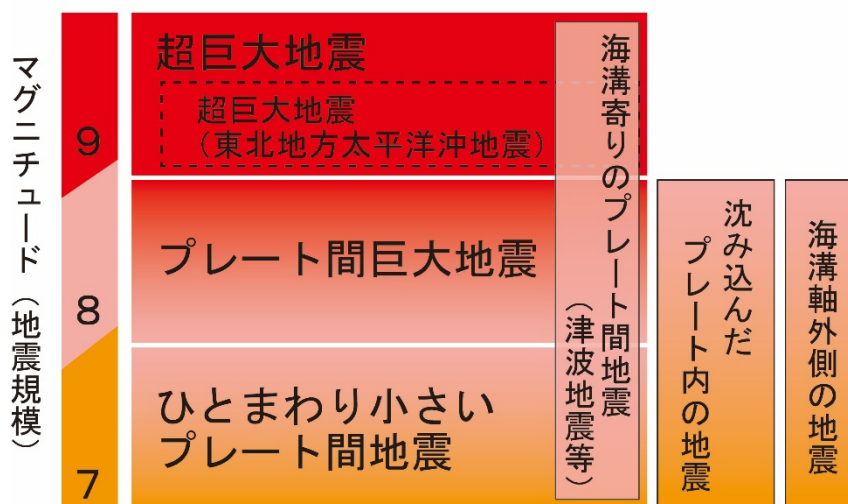 マグニチュード（地震規模）
9
8
7
超巨大地震
超巨大地震
（東北地方太平洋沖地震）
プレート間巨大地震
ひとまわり小さい
プレート間地震
海溝寄りのプレート間地震
（津波地震等）
沈み込んだ
プレート内の地震
海溝軸外側の地震